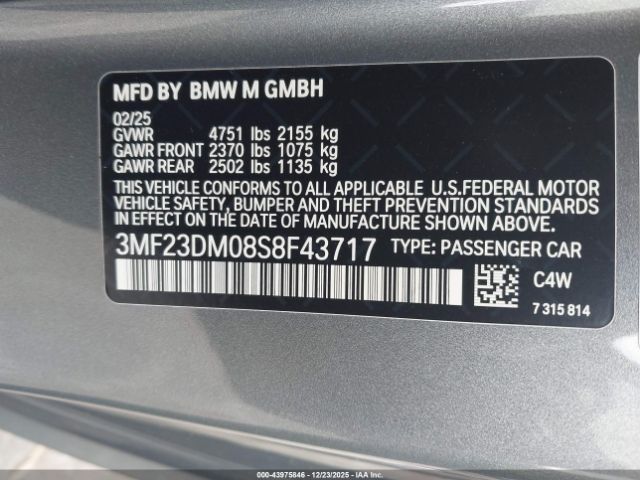 MFD BY BMW M GMBH
02/25
GVWR 4751 lbs 2155 kg
GAWR FRONT 2370 lbs 1075 kg
GAWR REAR 2502 lbs 1135 kg
THIS VEHICLE CONFORMS TO ALL APPLICABLE U.S.FEDERAL MOTOR
VEHICLE SAFETY, BUMPER AND THEFT PREVENTION STANDARDS
IN EFFECT ON THE DATE OF MANUFACTURE SHOWN ABOVE.
3MF23DM08S8F43717 TYPE: PASSENGER CAR
C4W
7 315 814
000-43975846 - 12/23/2025 - IAA, Inc.